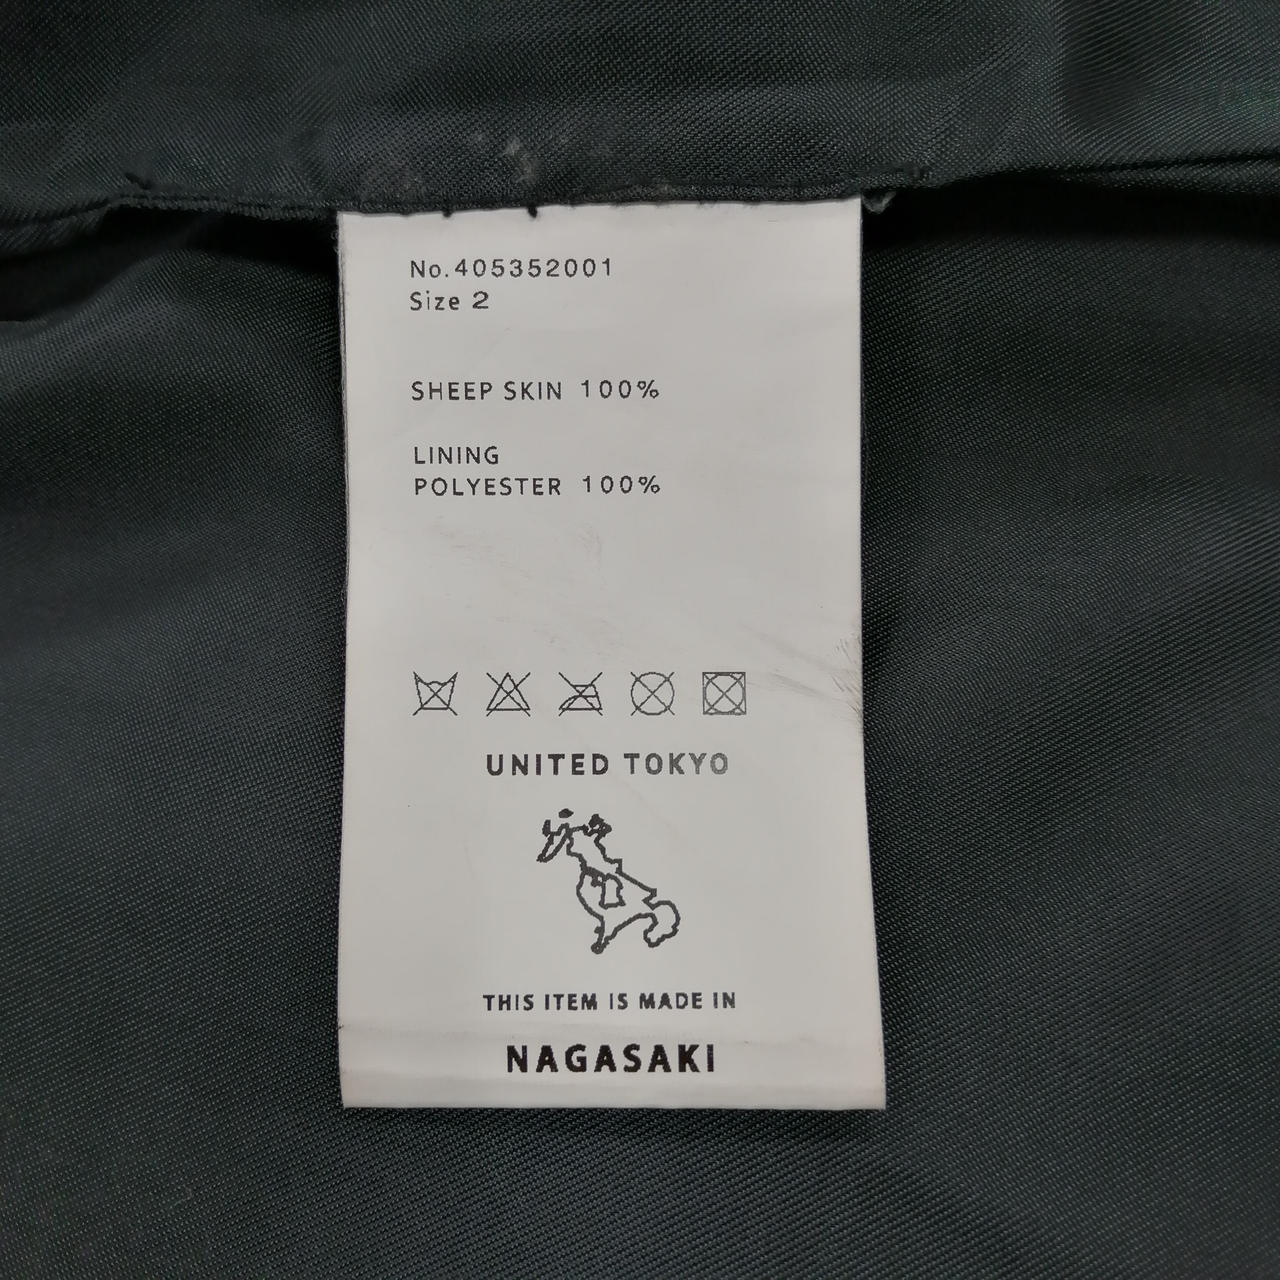 No.405352001
Size 2
SHEEP SKIN 100%
LINING
POLYESTER 100%
UNITED TOKYO
THIS ITEM IS MADE IN
NAGASAKI